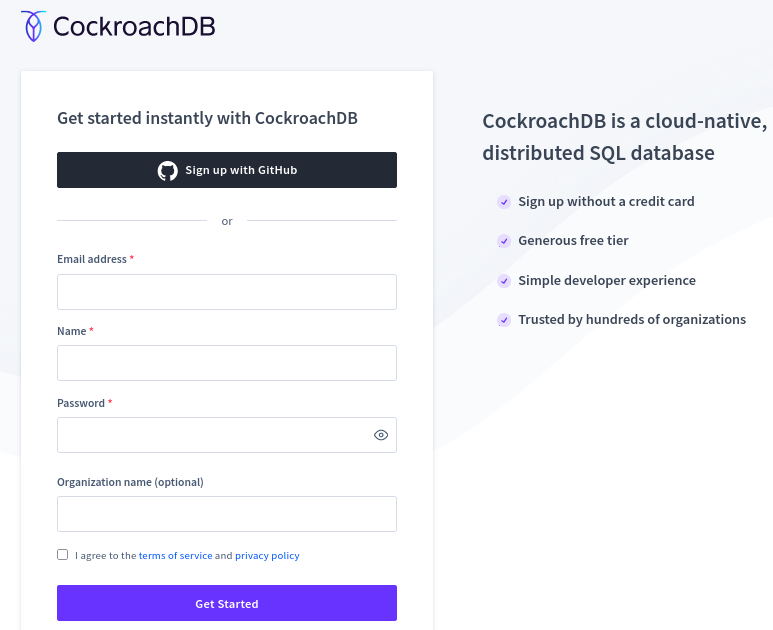 CockroachDB
Get started instantly with CockroachDB
Sign up with GitHub
or
Email address *
Name *
Password *
Organization name (optional)
I agree to the terms of service and privacy policy
Get Started
CockroachDB is a cloud-native,
distributed SQL database
Sign up without a credit card
Generous free tier
Simple developer experience
Trusted by hundreds of organizations